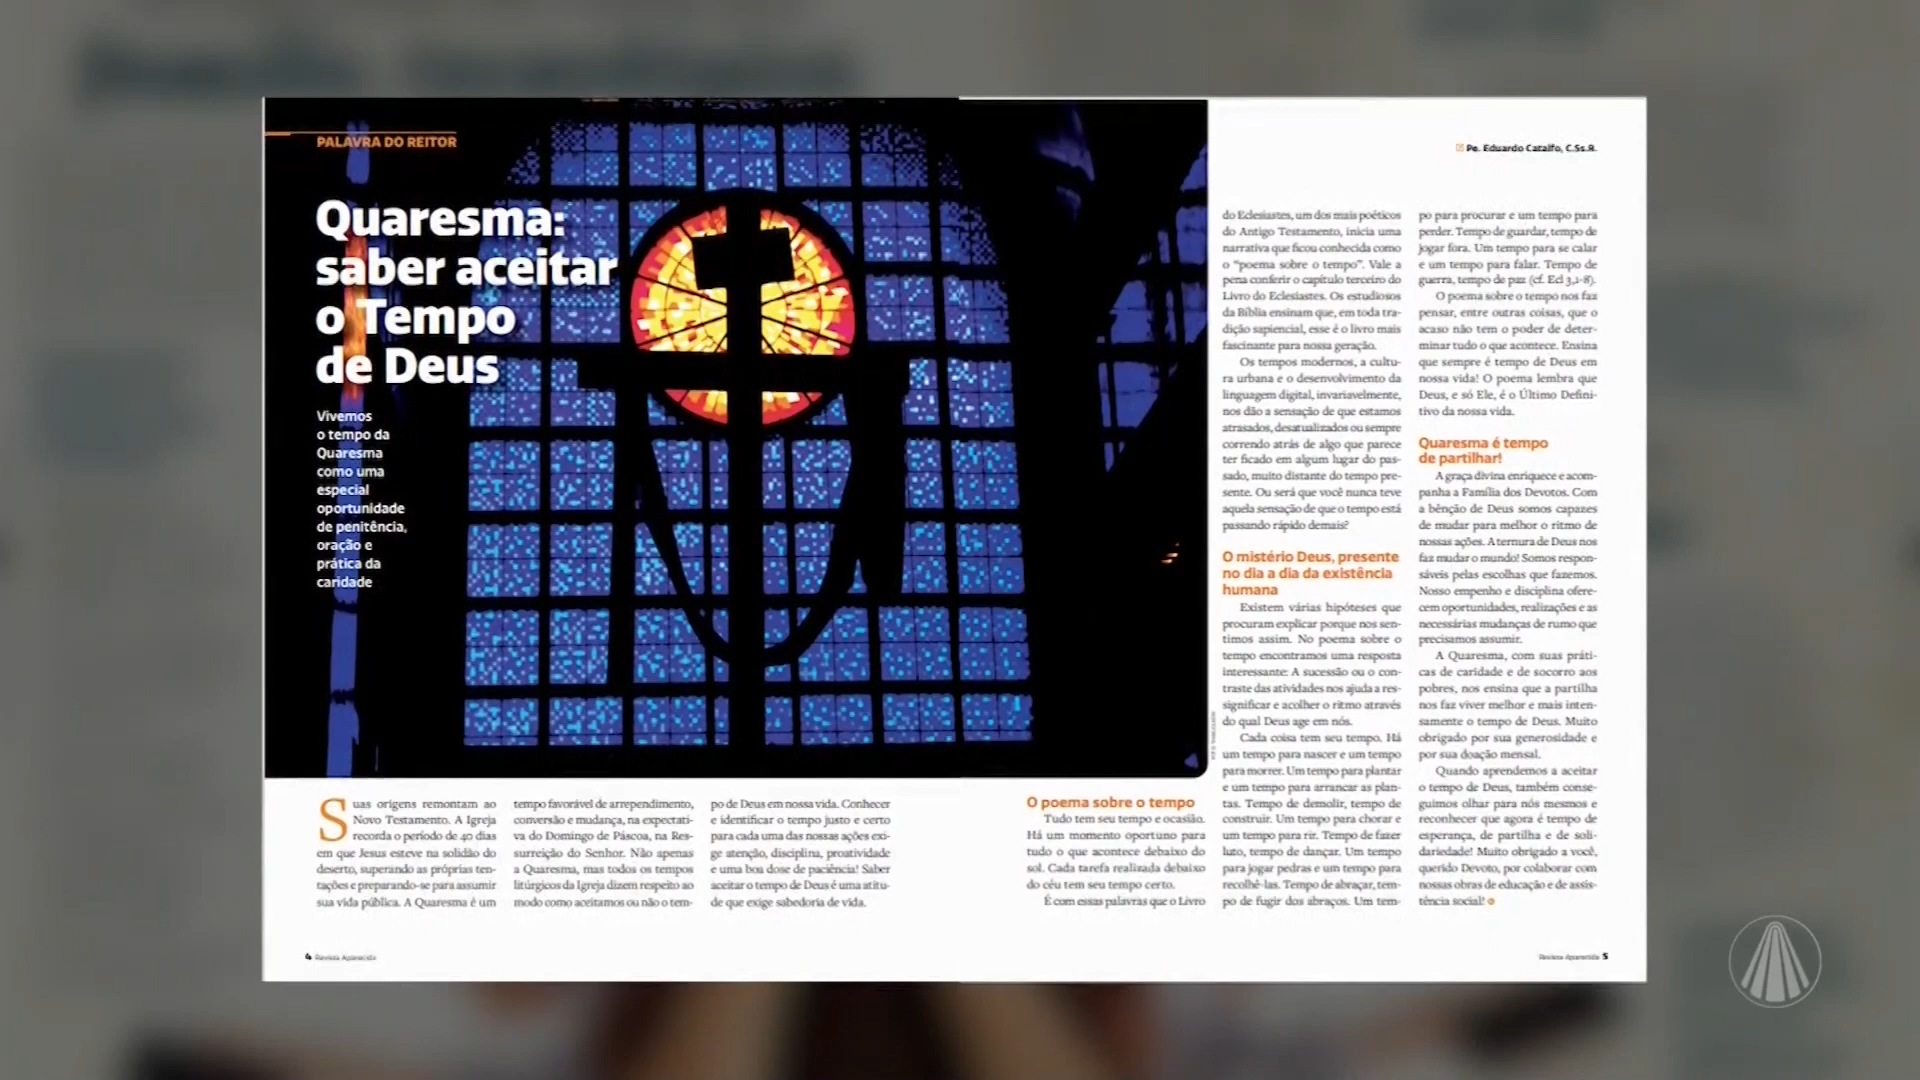 PALAVRA DO REITOR
Quaresma:
saber aceitar
o Tempo
de Deus
Vivemos
o tempo da
Quaresma
como uma
especial
oportunidade
de penitência,
oração e
prática da
caridade
Suas origens remontam ao
Novo Testamento. A Igreja
recorda o período de 40 dias
em que Jesus esteve na solidão do
deserto, superando as próprias ten-
tações e preparando-se para assumir
sua vida pública. A Quaresma é um
tempo favorável de arrependimento,
conversão e mudança, na expectati-
va do Domingo de Páscoa, na Res-
surreição do Senhor. Não apenas
a Quaresma, mas todos os tempos
litúrgicos da Igreja dizem respeito ao
modo como aceitamos ou não o tem-
po de Deus em nossa vida. Conhecer
e identificar o tempo justo e certo
para cada uma das nossas ações exi-
ge atenção, disciplina, proatividade
e uma boa dose de paciência! Saber
aceitar o tempo de Deus é uma atitu-
de que exige sabedoria de vida.
4 Revista Aparecida
O poema sobre o tempo
Tudo tem seu tempo e ocasião.
Há um momento oportuno para
tudo o que acontece debaixo do
sol. Cada tarefa realizada debaixo
do céu tem seu tempo certo.
É com essas palavras que o Livro
Pe. Eduardo Catalfo, C.Ss.R.
do Eclesiastes, um dos mais poéticos
do Antigo Testamento, inicia uma
narrativa que ficou conhecida como
o “poema sobre o tempo”. Vale a
pena conferir o capítulo terceiro do
Livro do Eclesiastes. Os estudiosos
da Bíblia ensinam que, em toda tra-
dição sapiencial, esse é o livro mais
fascinante para nossa geração.
Os tempos modernos, a cultu-
ra urbana e o desenvolvimento da
linguagem digital, invariavelmente,
nos dão a sensação de que estamos
atrasados, desatualizados ou sempre
correndo atrás de algo que parece
ter ficado em algum lugar do pas-
sado, muito distante do tempo pre-
sente. Ou será que você nunca teve
aquela sensação de que o tempo está
passando rápido demais?
O mistério Deus, presente
no dia a dia da existência
humana
Existem várias hipóteses que
procuram explicar porque nos sen-
timos assim. No poema sobre o
tempo encontramos uma resposta
interessante: A sucessão ou o con-
traste das atividades nos ajuda a res-
significar e acolher o ritmo através
do qual Deus age em nós.
Cada coisa tem seu tempo. Há
um tempo para nascer e um tempo
para morrer. Um tempo para plantar
e um tempo para arrancar as plan-
tas. Tempo de demolir, tempo de
construir. Um tempo para chorar e
um tempo para rir. Tempo de fazer
luto, tempo de dançar. Um tempo
para jogar pedras e um tempo para
recolhê-las. Tempo de abraçar, tem-
po de fugir dos abraços. Um tem-
po para procurar e um tempo para
perder. Tempo de guardar, tempo de
jogar fora. Um tempo para se calar
e um tempo para falar. Tempo de
guerra, tempo de paz (cf. Ecl 3,1-8).
O poema sobre o tempo nos faz
pensar, entre outras coisas, que o
acaso não tem o poder de deter-
minar tudo o que acontece. Ensina
que sempre é tempo de Deus em
nossa vida! O poema lembra que
Deus, e só Ele, é o Último Defini-
tivo da nossa vida.
Quaresma é tempo
de partilhar!
A graça divina enriquece e acom-
panha a Família dos Devotos. Com
a bênção de Deus somos capazes
de mudar para melhor o ritmo de
nossas ações. A ternura de Deus nos
faz mudar o mundo! Somos respon-
sáveis pelas escolhas que fazemos.
Nosso empenho e disciplina ofere-
cem oportunidades, realizações e as
necessárias mudanças de rumo que
precisamos assumir.
A Quaresma, com suas práti-
cas de caridade e de socorro aos
pobres, nos ensina que a partilha
nos faz viver melhor e mais inten-
samente o tempo de Deus. Muito
obrigado por sua generosidade e
por sua doação mensal.
Quando aprendemos a aceitar
o tempo de Deus, também conse-
guimos olhar para nós mesmos e
reconhecer que agora é tempo de
esperança, de partilha e de soli-
dariedade! Muito obrigado a você,
querido Devoto, por colaborar com
nossas obras de educação e de assis-
tência social!
Revista Aparecida 5